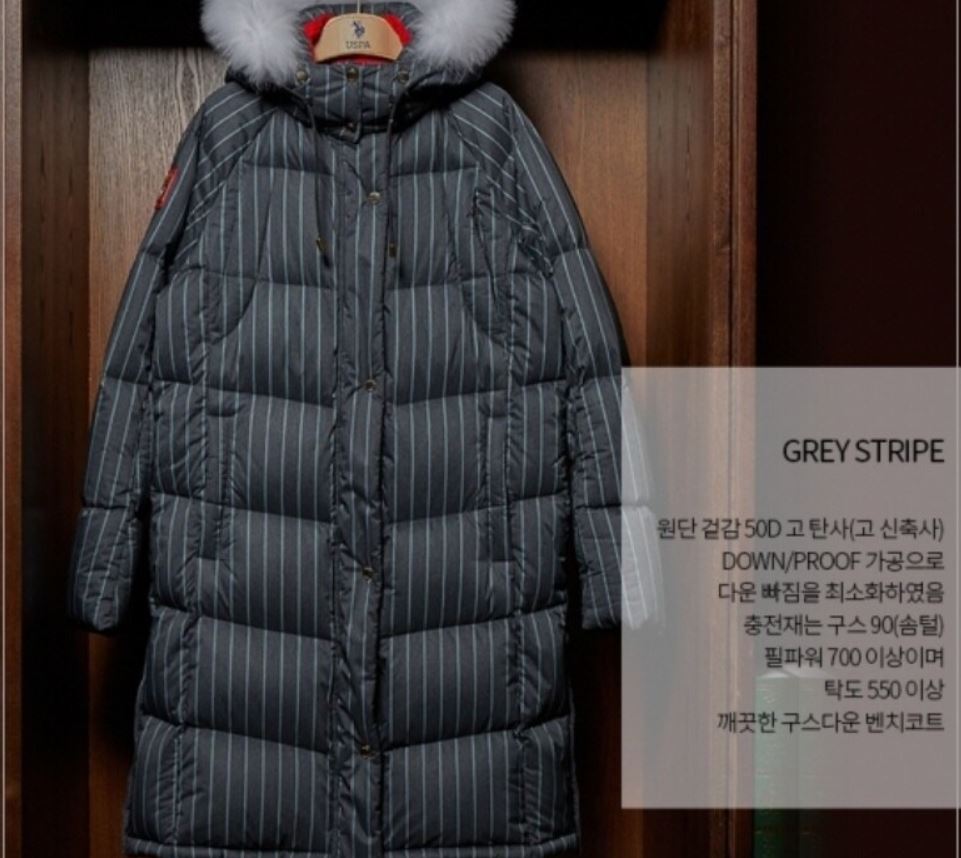 USPA
GREY STRIPE
원단 겉감 50D 고 탄사(고 신축사)
DOWN/PROOF 가공으로
다운 빠짐을 최소화하였음
충전재는 구스 90(솜털)
필파워 700 이상이며
탁도 550 이상
깨끗한 구스다운 벤치코트